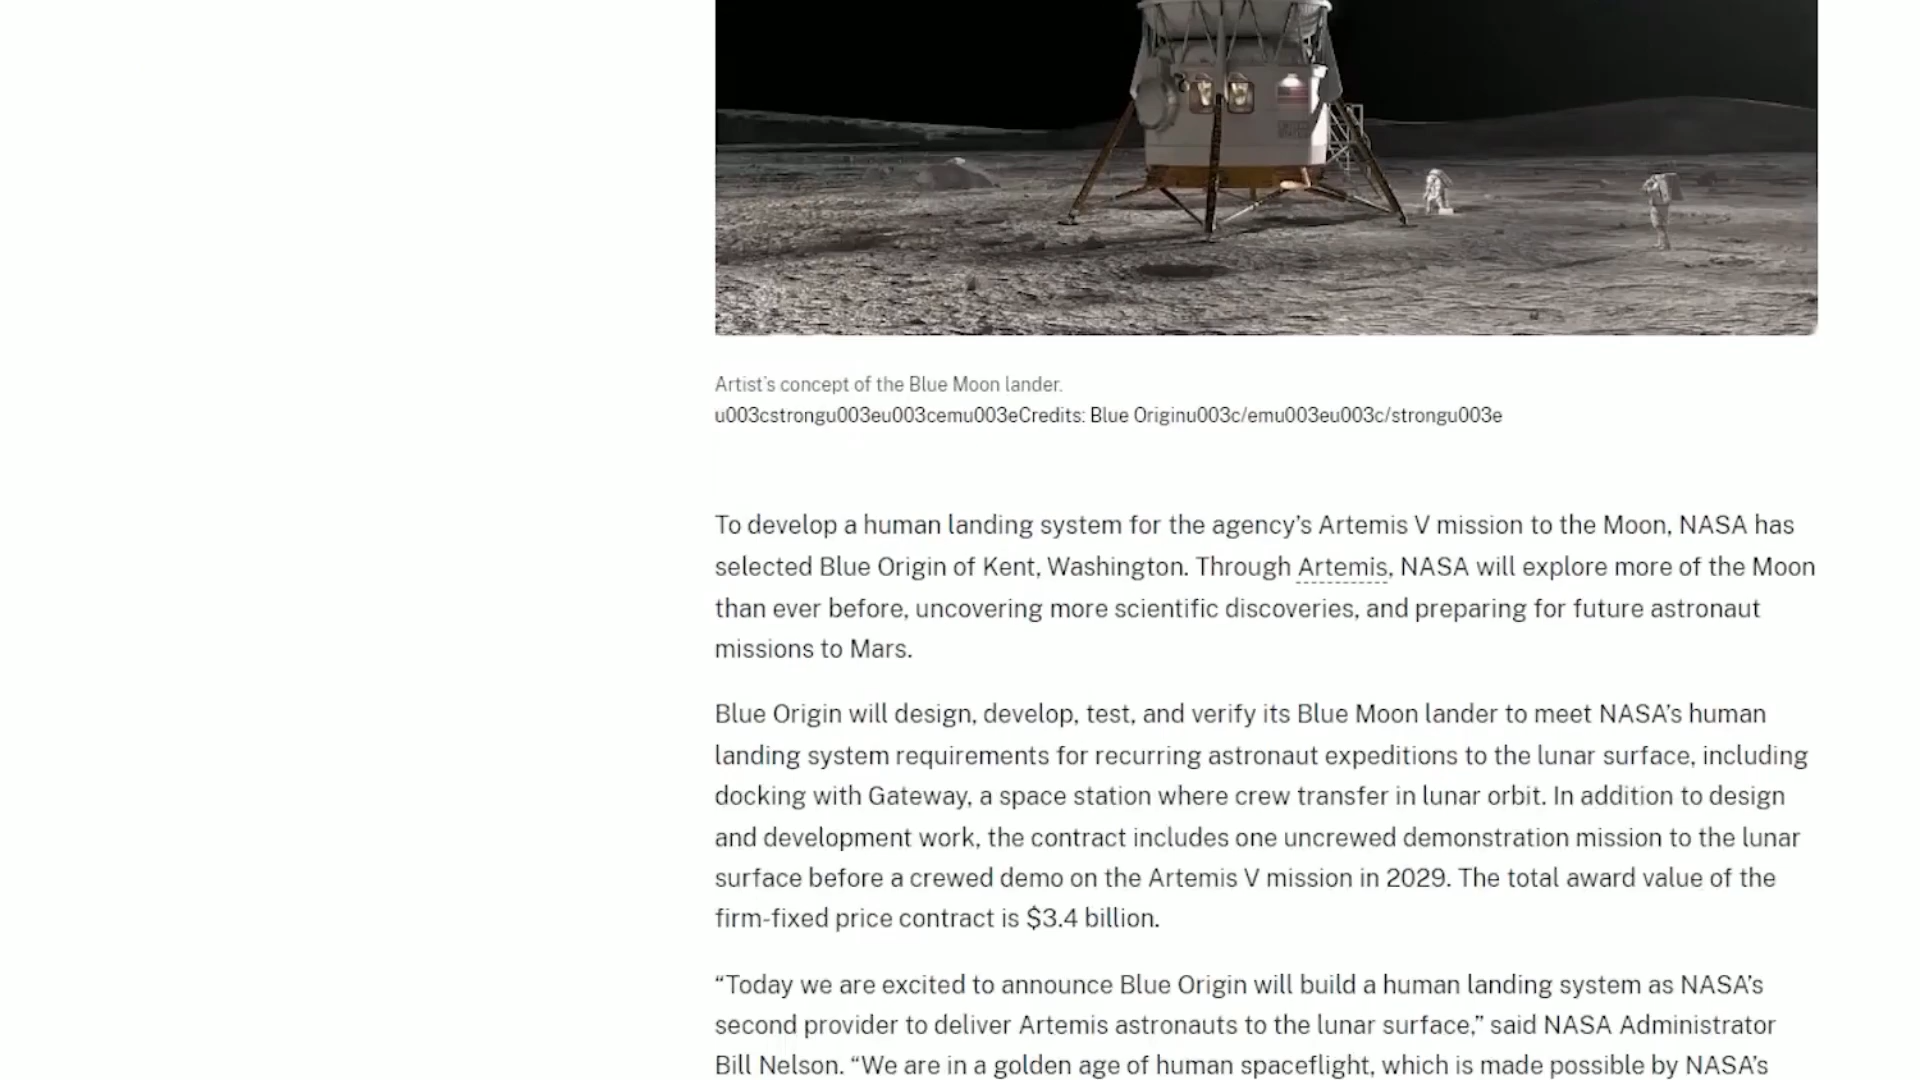 Artist's concept of the Blue Moon lander.
u003cstrongu003eu003cemu003eCredits: Blue Originu003c/emu003eu003c/strongu003e
To develop a human landing system for the agency’s Artemis V mission to the Moon, NASA has
selected Blue Origin of Kent, Washington. Through Artemis, NASA will explore more of the Moon
than ever before, uncovering more scientific discoveries, and preparing for future astronaut
missions to Mars.
Blue Origin will design, develop, test, and verify its Blue Moon lander to meet NASA’s human
landing system requirements for recurring astronaut expeditions to the lunar surface, including
docking with Gateway, a space station where crew transfer in lunar orbit. In addition to design
and development work, the contract includes one uncrewed demonstration mission to the lunar
surface before a crewed demo on the Artemis V mission in 2029. The total award value of the
firm-fixed price contract is $3.4 billion.
“Today we are excited to announce Blue Origin will build a human landing system as NASA’s
second provider to deliver Artemis astronauts to the lunar surface,” said NASA Administrator
Bill Nelson. “We are in a golden age of human spaceflight, which is made possible by NASA’s